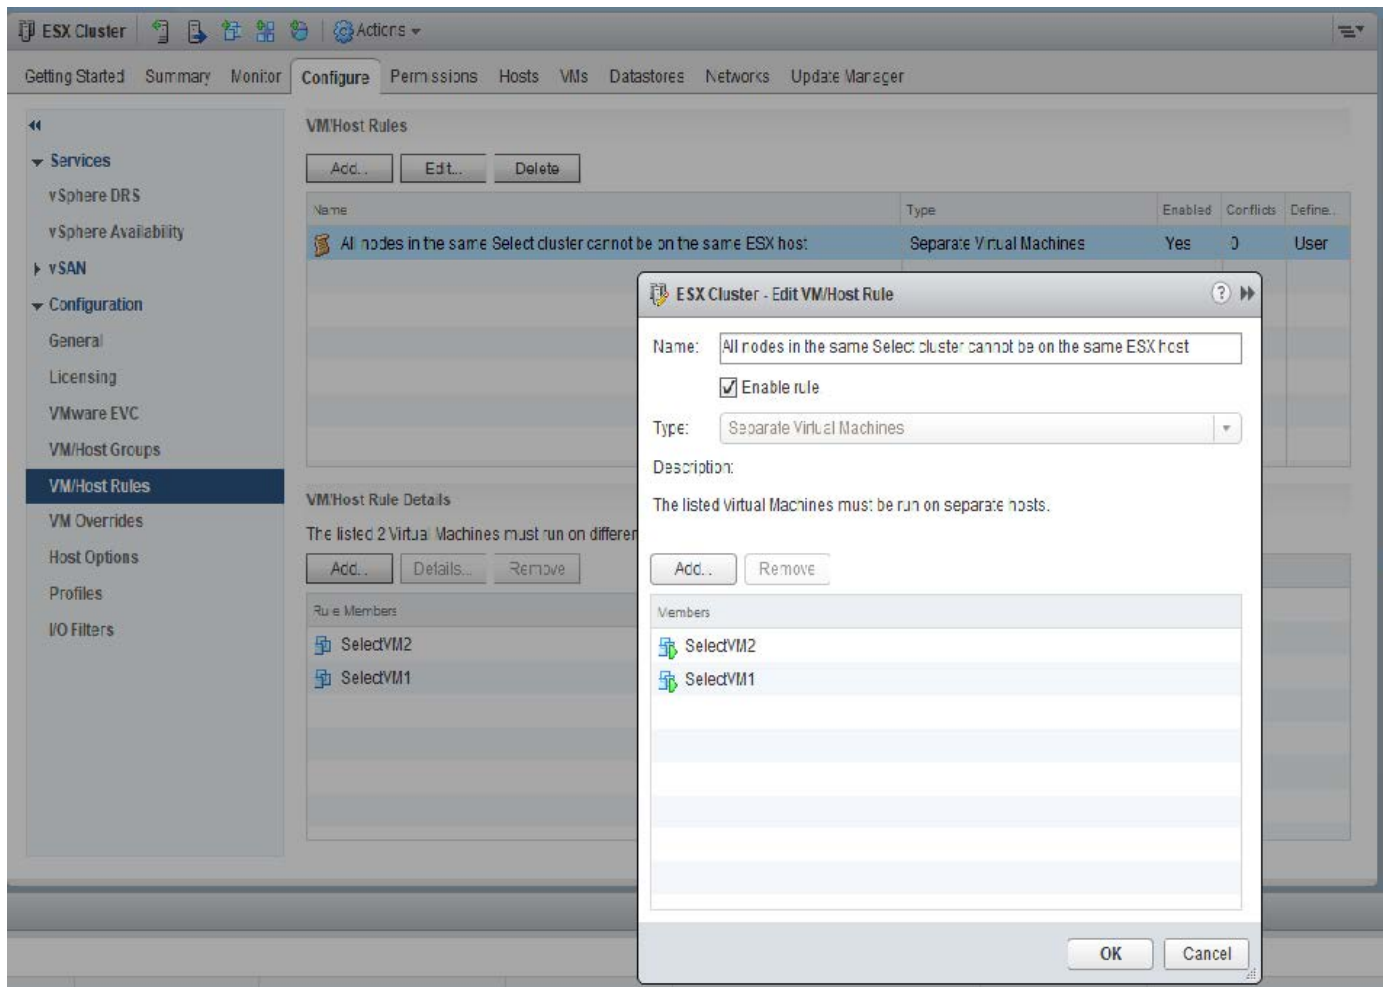 ESX Cluster Actions
Getting Started Summary Monitor Configure Permissions Hosts VMs Datastores Networks Update Manager
VM/Host Rules
Services
Add... Edit... Delete
vSphere DRS
Name Type Enabled Conflicts Define...
vSphere Availability
All nodes in the same Select cluster cannot be on the same ESX host Separate Virtual Machines Yes 0 User
vSAN
Configuration
General
Licensing
VMware EVC
VM/Host Groups
VM/Host Rules
VM Overrides
Host Options
Profiles
I/O Filters
VM/Host Rule Details
The listed 2 Virtual Machines must run on differen
Add... Details... Remove
Rule Members
SelectVM2
SelectVM1
ESX Cluster - Edit VM/Host Rule ?
Name: All nodes in the same Select cluster cannot be on the same ESX host
Enable rule
Type: Separate Virtual Machines
Description:
The listed Virtual Machines must be run on separate hosts.
Add... Remove
Members
SelectVM2
SelectVM1
OK Cancel